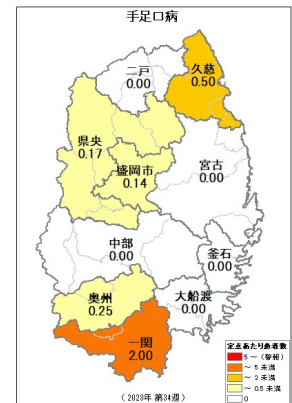 手足口病
二戸
0.00
久慈
0.50
県央
0.17
盛岡市
0.14
宮古
0.00
中部
0.00
釜石
0.00
奥州
0.25
大船渡
0.00
一関
2.00
定点あたり患者数
5 ~ (警報)
~ 5 未満
~ 2 未満
~ 0.5 未満
0
( 2023年 第34週 )